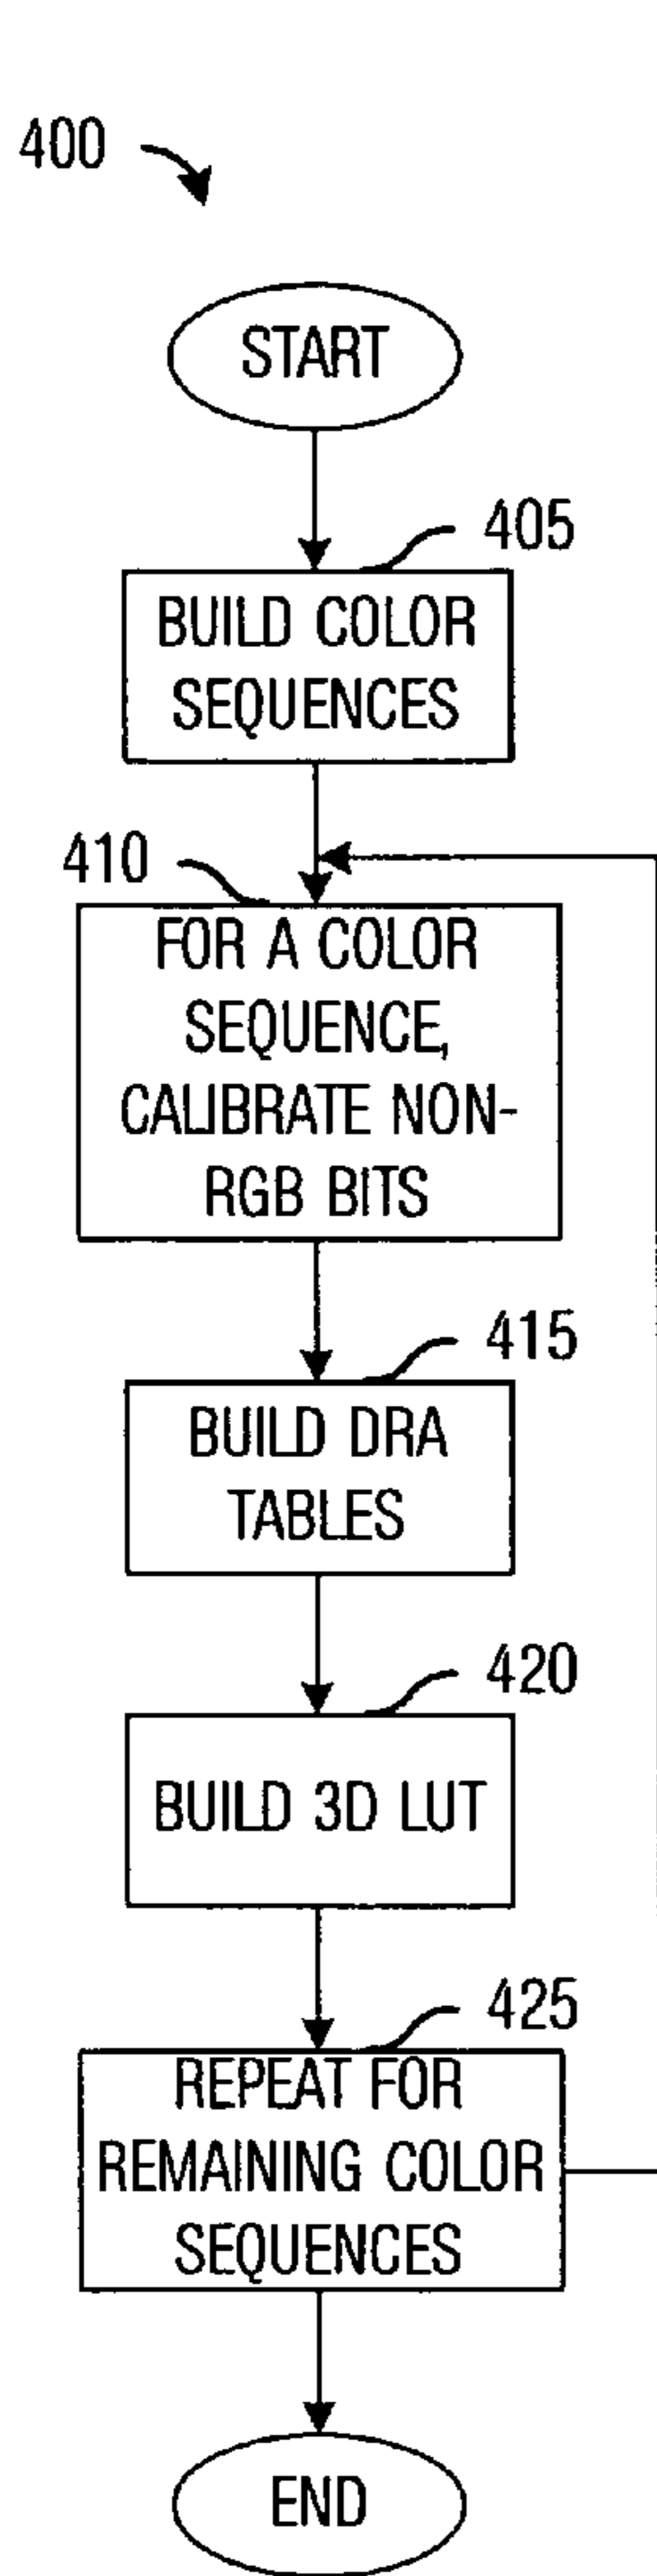 400
START
405
BUILD COLOR
SEQUENCES
410
FOR A COLOR
SEQUENCE,
CALIBRATE NON-
RGB BITS
415
BUILD DRA
TABLES
420
BUILD 3D LUT
425
REPEAT FOR
REMAINING COLOR
SEQUENCES
END